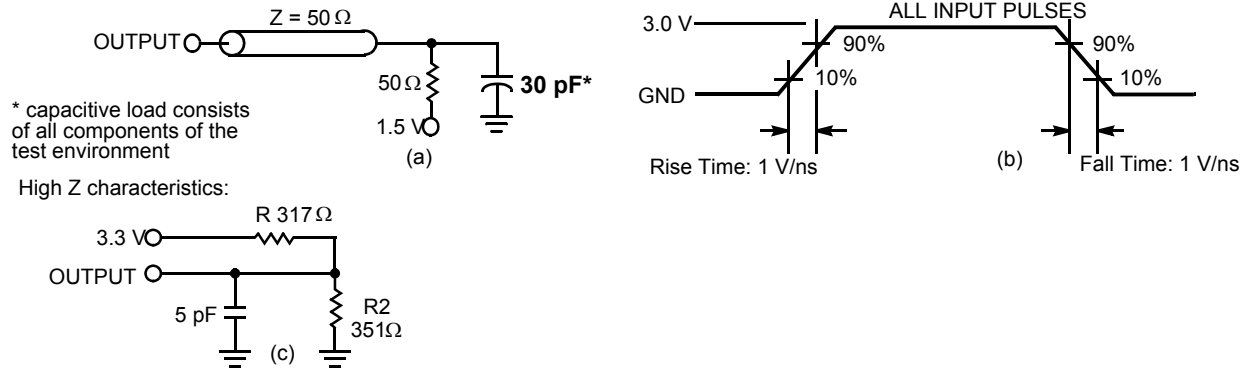 Z = 50 Ω
OUTPUT
50 Ω
30 pF*
1.5 V
* capacitive load consists
of all components of the
test environment
(a)
ALL INPUT PULSES
3.0 V
90%
90%
10%
10%
GND
Rise Time: 1 V/ns
(b)
Fall Time: 1 V/ns
High Z characteristics:
R 317 Ω
3.3 V
OUTPUT
5 pF
R2
351Ω
(c)